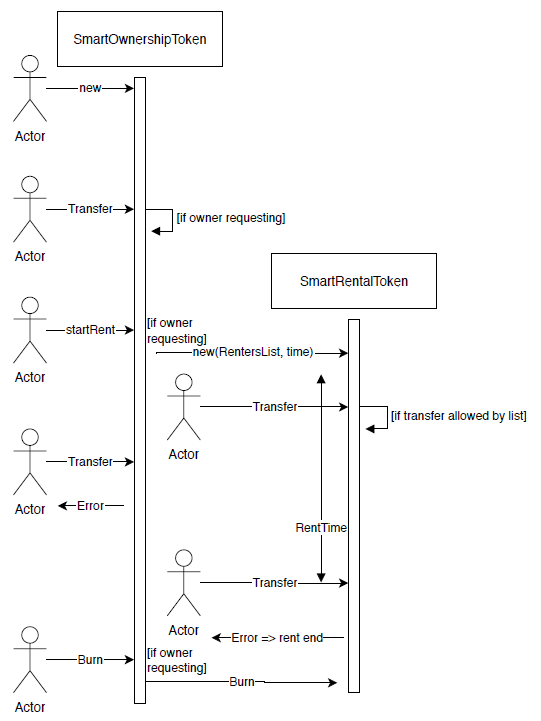 SmartOwnershipToken
new
Actor
Transfer
[if owner requesting]
Actor
SmartRentalToken
startRent
[if owner
requesting]
new(RentersList, time)
Actor
Transfer
[if transfer allowed by list]
Actor
Transfer
Error
Actor
RentTime
Transfer
Actor
Error => rent end
Burn
[if owner
requesting]
Burn
Actor